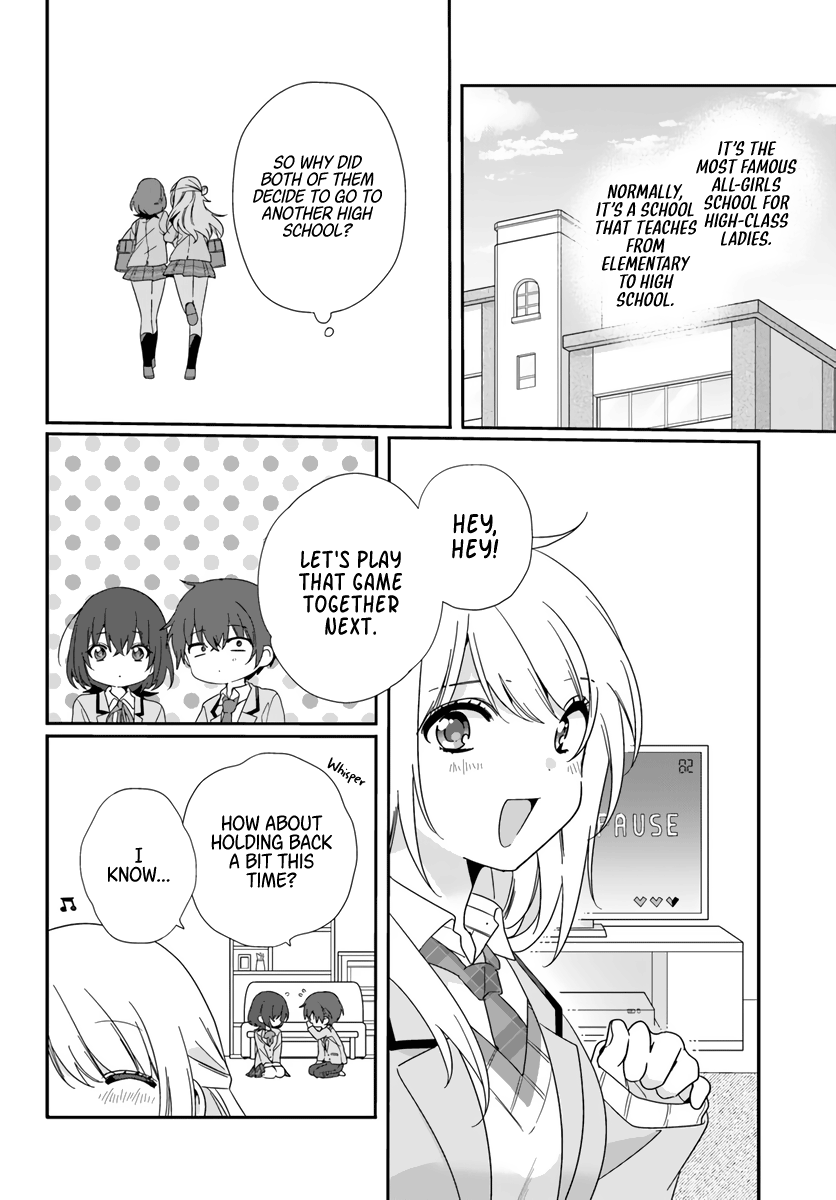 IT'S THE
MOST FAMOUS
ALL-GIRLS
SCHOOL FOR
HIGH-CLASS
LADIES.
NORMALLY,
IT'S A SCHOOL
THAT TEACHES
FROM
ELEMENTARY
TO HIGH
SCHOOL.
SO WHY DID
BOTH OF THEM
DECIDE TO GO TO
ANOTHER HIGH
SCHOOL?
HEY,
HEY!
LET'S PLAY
THAT GAME
TOGETHER
NEXT.
82
PAUSE
Whisper
HOW ABOUT
HOLDING BACK
A BIT THIS
TIME?
I
KNOW...